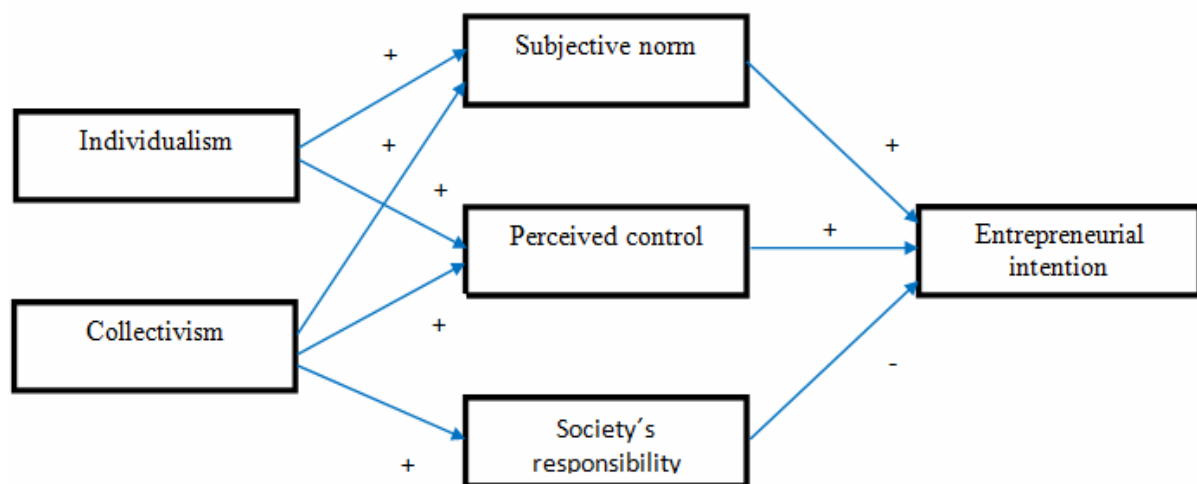 Subjective norm
+
Individualism
+
+
+
Perceived control
+
Entrepreneurial
intention
Collectivism
+
-
Society´s
responsibility
+